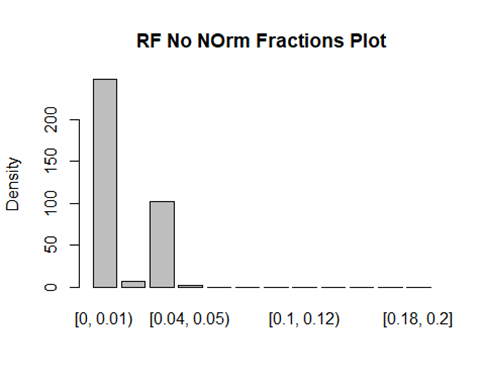 RF No NOrm Fractions Plot
Density
200
150
100
50
0
[0, 0.01) [0.04, 0.05) [0.1, 0.12) [0.18, 0.2]